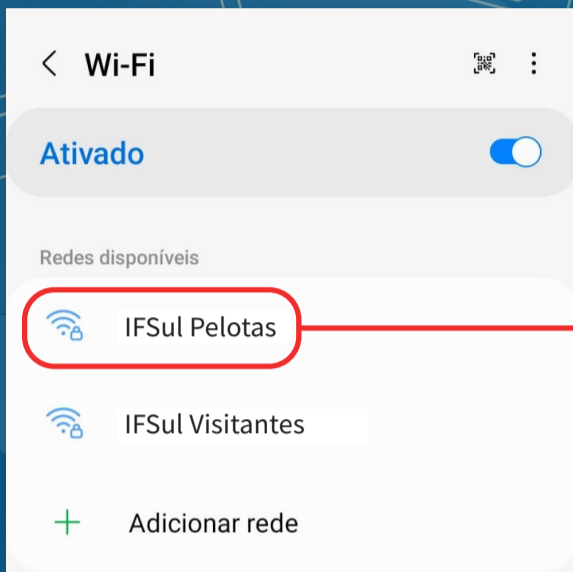 Wi-Fi
Ativado
Redes disponíveis
IFSul Pelotas
IFSul Visitantes
Adicionar rede